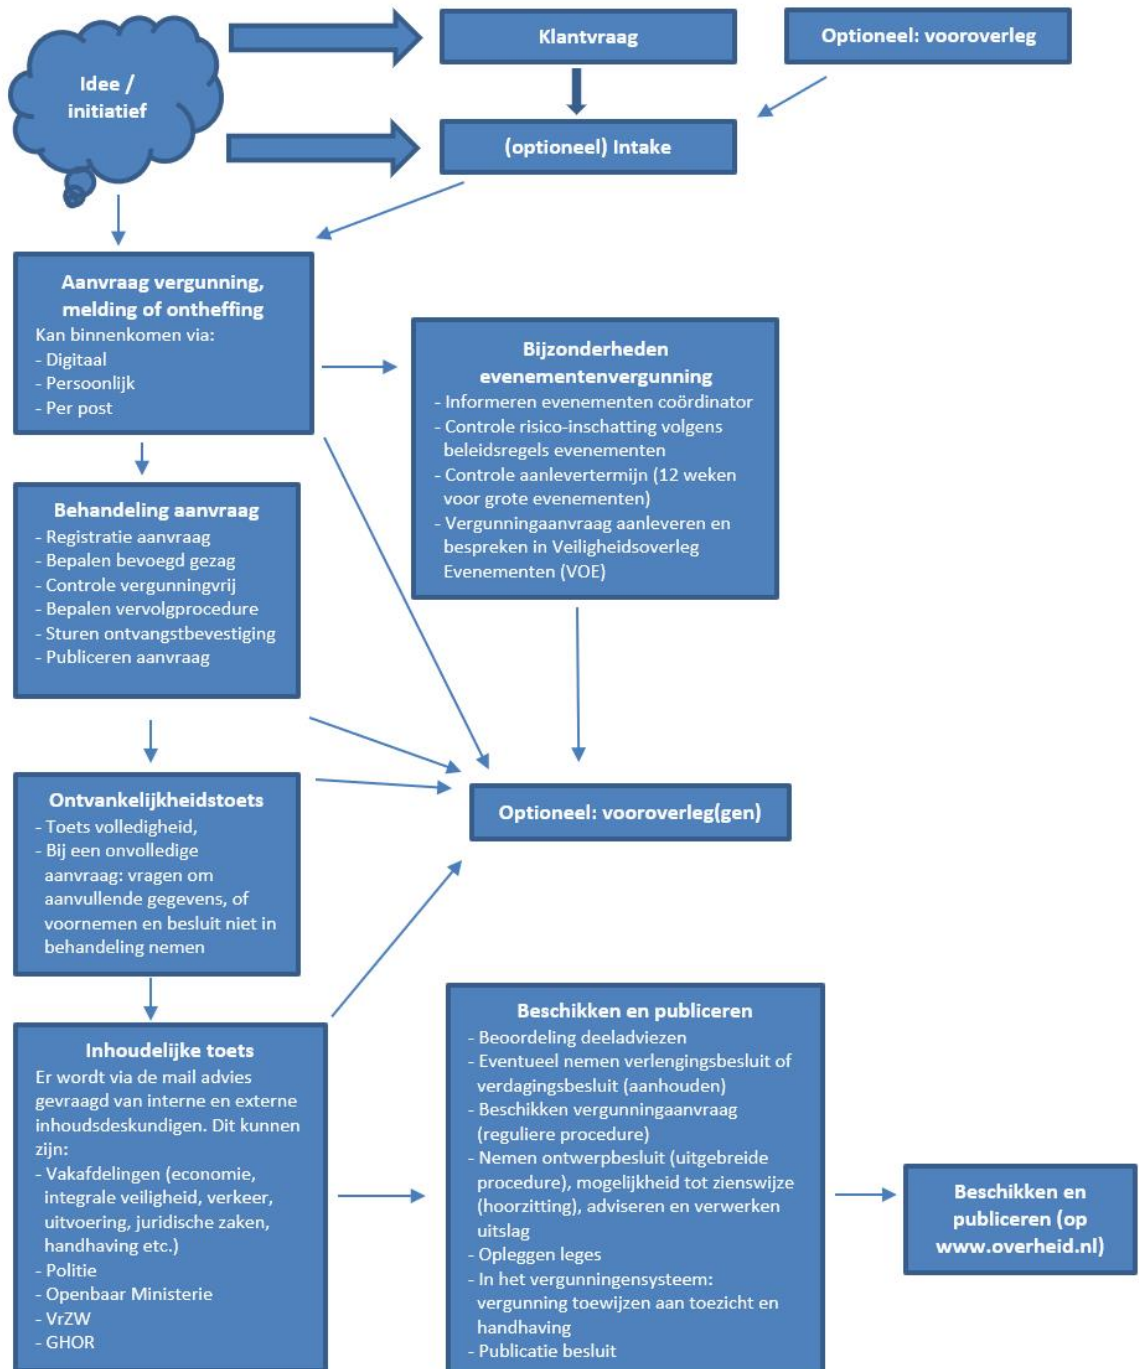 Idee /
initiatief
Klantvraag
Optioneel: vooroverleg
(optioneel) Intake
Aanvraag vergunning,
melding of ontheffing
Kan binnenkomen via:
- Digitaal
- Persoonlijk
- Per post
Bijzonderheden
evenementenvergunning
- Informeren evenementen coördinator
- Controle risico-inschatting volgens
beleidsregels evenementen
- Controle aanlevertermijn (12 weken
voor grote evenementen)
- Vergunningaanvraag aanleveren en
bespreken in Veiligheidsoverleg
Evenementen (VOE)
Behandeling aanvraag
- Registratie aanvraag
- Bepalen bevoegd gezag
- Controle vergunningvrij
- Bepalen vervolgprocedure
- Sturen ontvangstbevestiging
- Publiceren aanvraag
Ontvankelijkheidstoets
- Toets volledigheid,
- Bij een onvolledige
aanvraag: vragen om
aanvullende gegevens, of
voornemen en besluit niet in
behandeling nemen
Optioneel: vooroverleg(gen)
Inhoudelijke toets
Er wordt via de mail advies
gevraagd van interne en externe
inhoudsdeskundigen. Dit kunnen
zijn:
- Vakafdelingen (economie,
integrale veiligheid, verkeer,
uitvoering, juridische zaken,
handhaving etc.)
- Politie
- Openbaar Ministerie
- VrZW
- GHOR
Beschikken en publiceren
- Beoordeling deeladviezen
- Eventueel nemen verlengingsbesluit of
verdagingsbesluit (aanhouden)
- Beschikken vergunningaanvraag
(reguliere procedure)
- Nemen ontwerpbesluit (uitgebreide
procedure), mogelijkheid tot zienswijze
(hoorzitting), adviseren en verwerken
uitslag
- Opleggen leges
- In het vergunningensysteem:
vergunning toewijzen aan toezicht en
handhaving
- Publicatie besluit
Beschikken en
publiceren (op
www.overheid.nl)